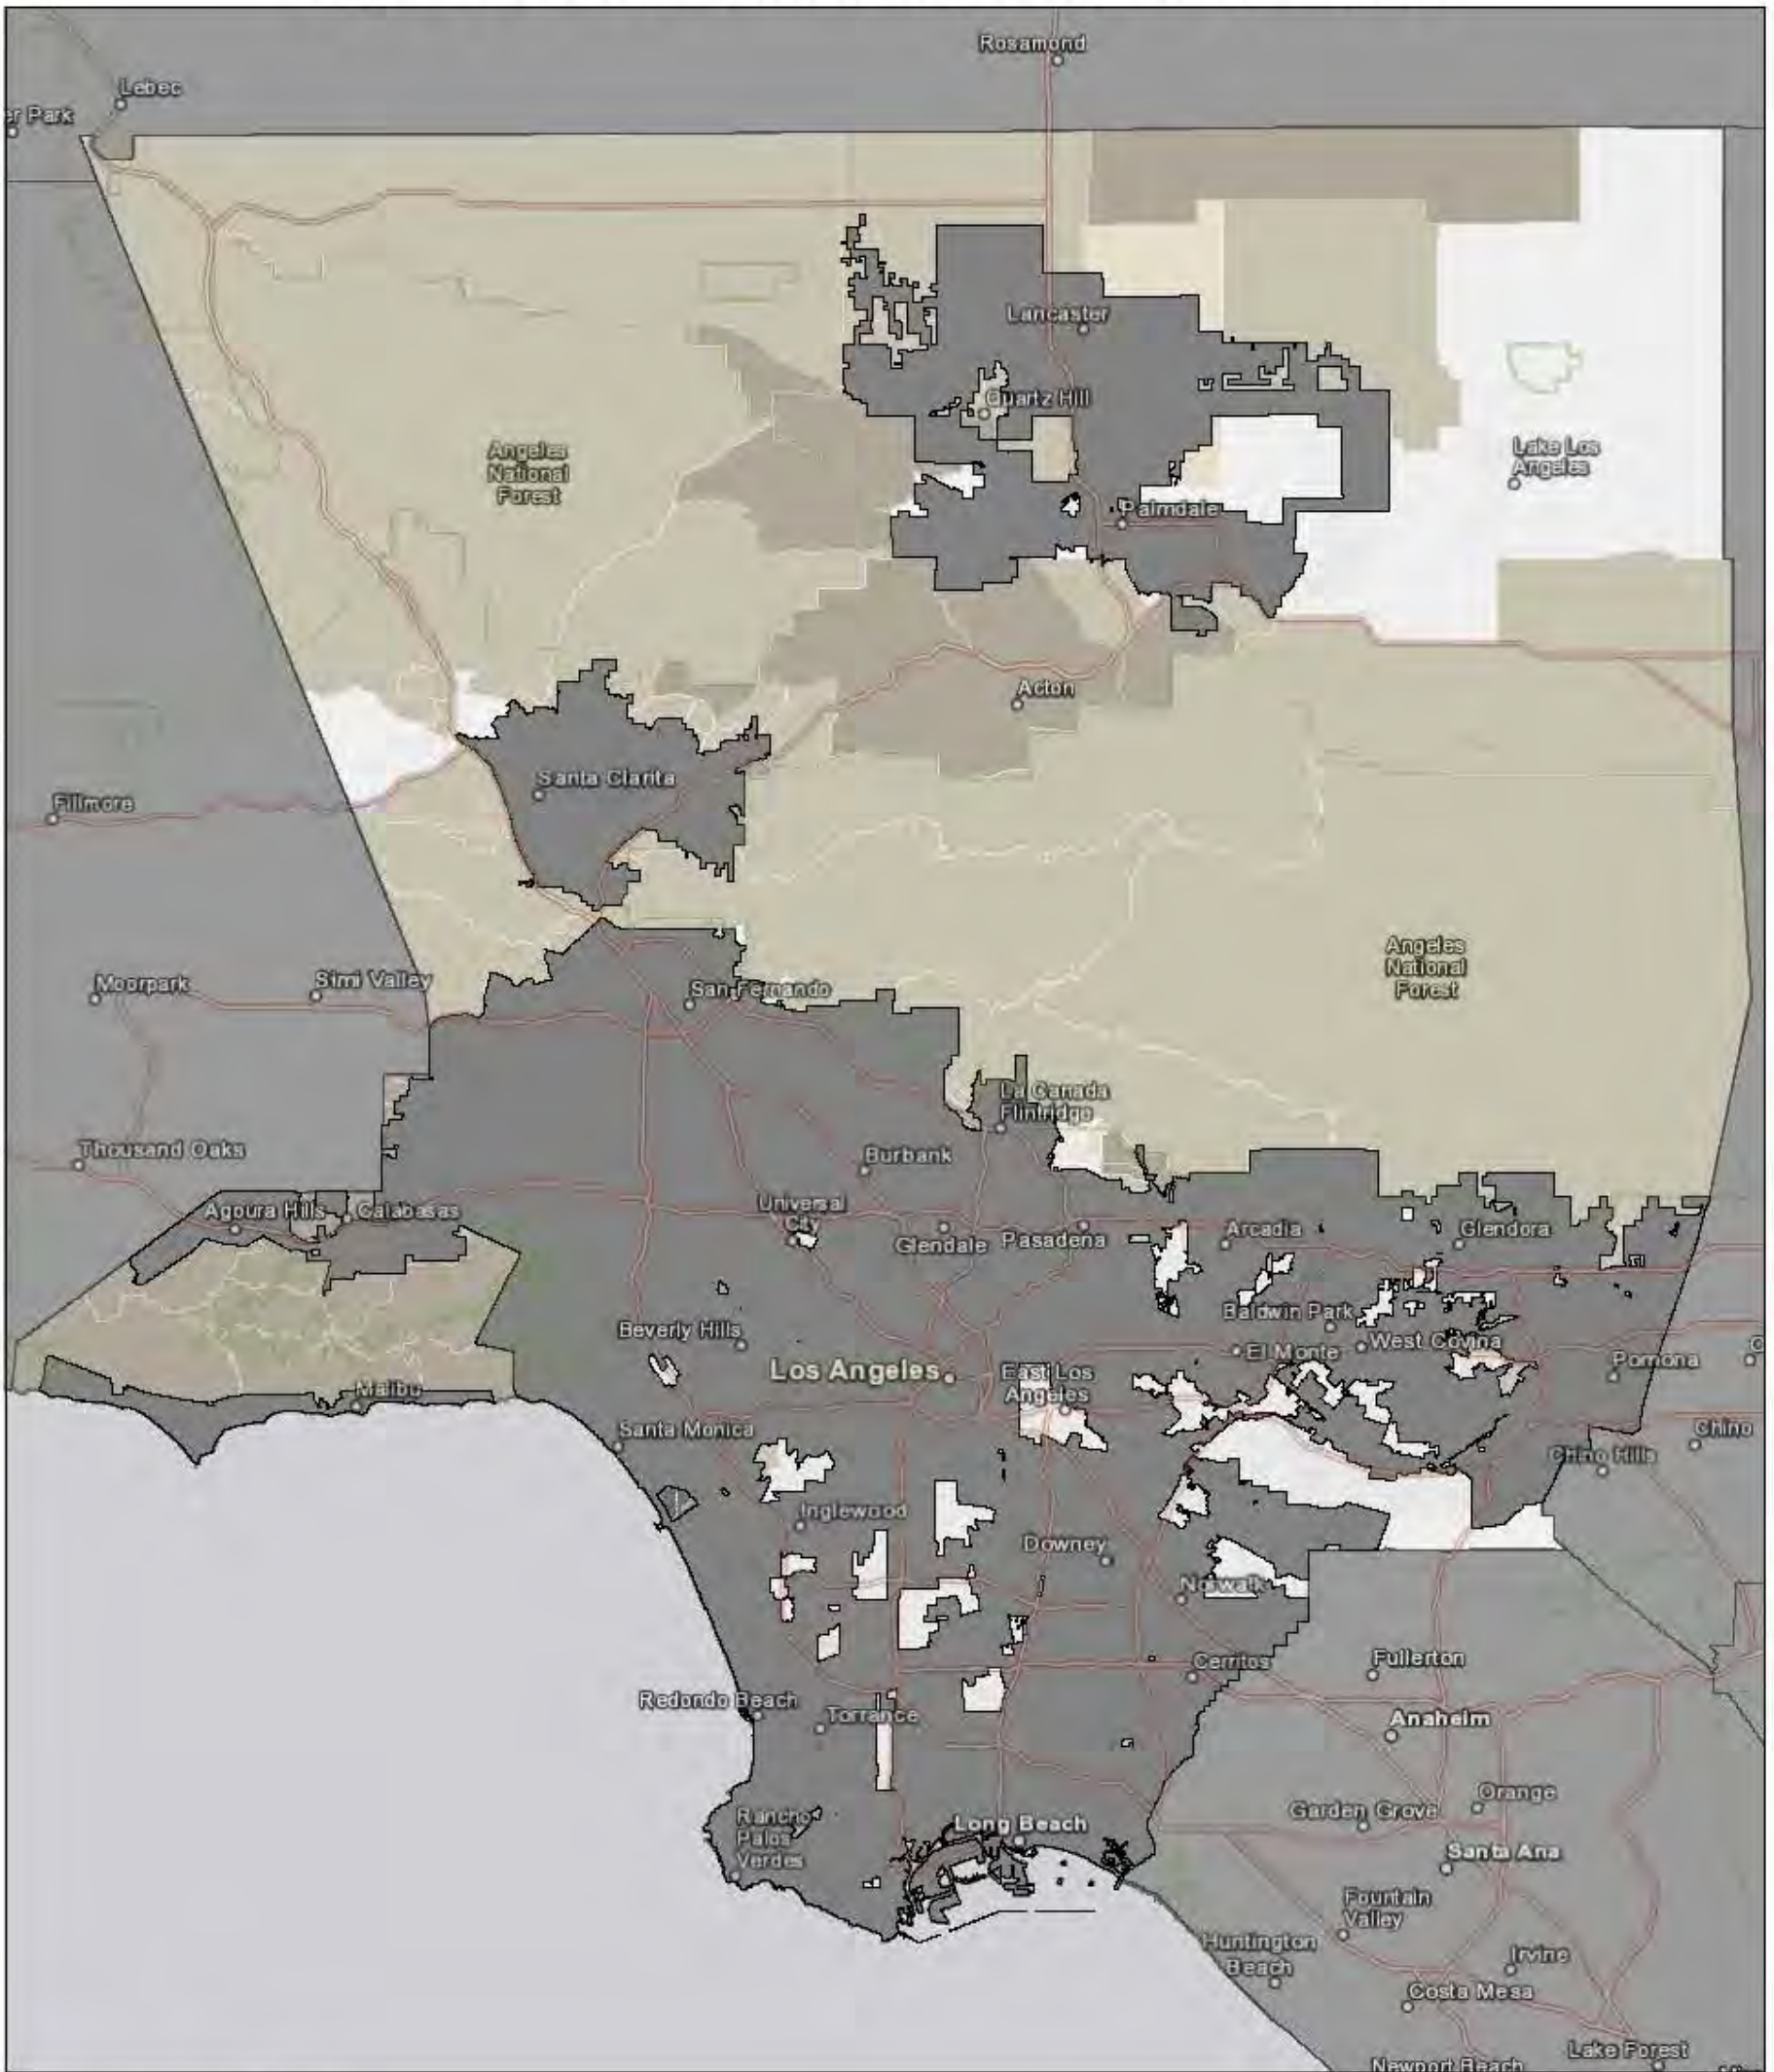 Rosamond
Lebec
er Park
Lancaster
Quartz Hill
Angeles
National
Forest
Lake Los
Angeles
Palmdale
Acton
Santa Clarita
Fillmore
Angeles
National
Forest
Moorpark
Simi Valley
San Fernando
La Canada
Flintridge
Thousand Oaks
Burbank
Agoura Hills
Calabasas
Universal
City
Glendale
Pasadena
Arcadia
Glendora
Baldwin Park
Beverly Hills
El Monte
West Covina
Los Angeles
East Los
Angeles
Pomona
Malibu
Santa Monica
Chino
Chino Hills
Inglewood
Downey
Norwalk
Cerritos
Fullerton
Redondo Beach
Torrance
Anaheim
Orange
Garden Grove
Rancho
Palos
Verdes
Long Beach
Santa Ana
Fountain
Valley
Huntington
Beach
Irvine
Costa Mesa
Lake Forest
Newport Beach